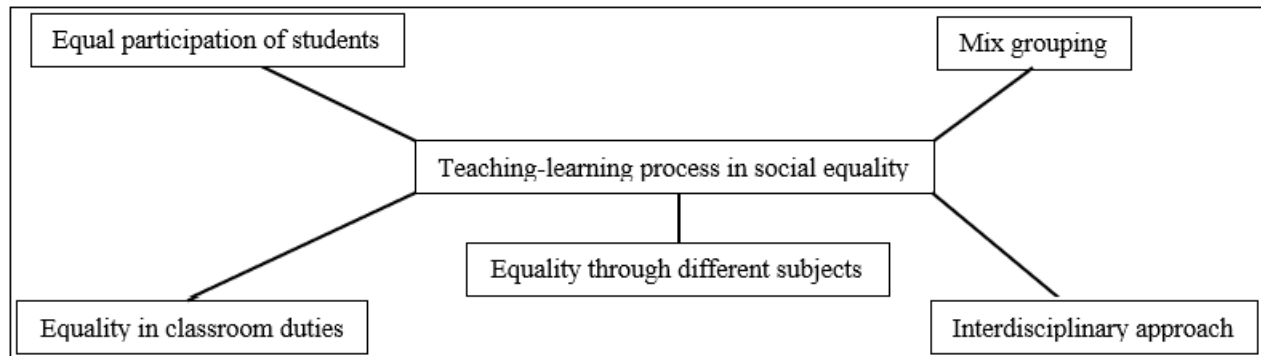 Equal participation of students
Mix grouping
Teaching-learning process in social equality
Equality through different subjects
Equality in classroom duties
Interdisciplinary approach